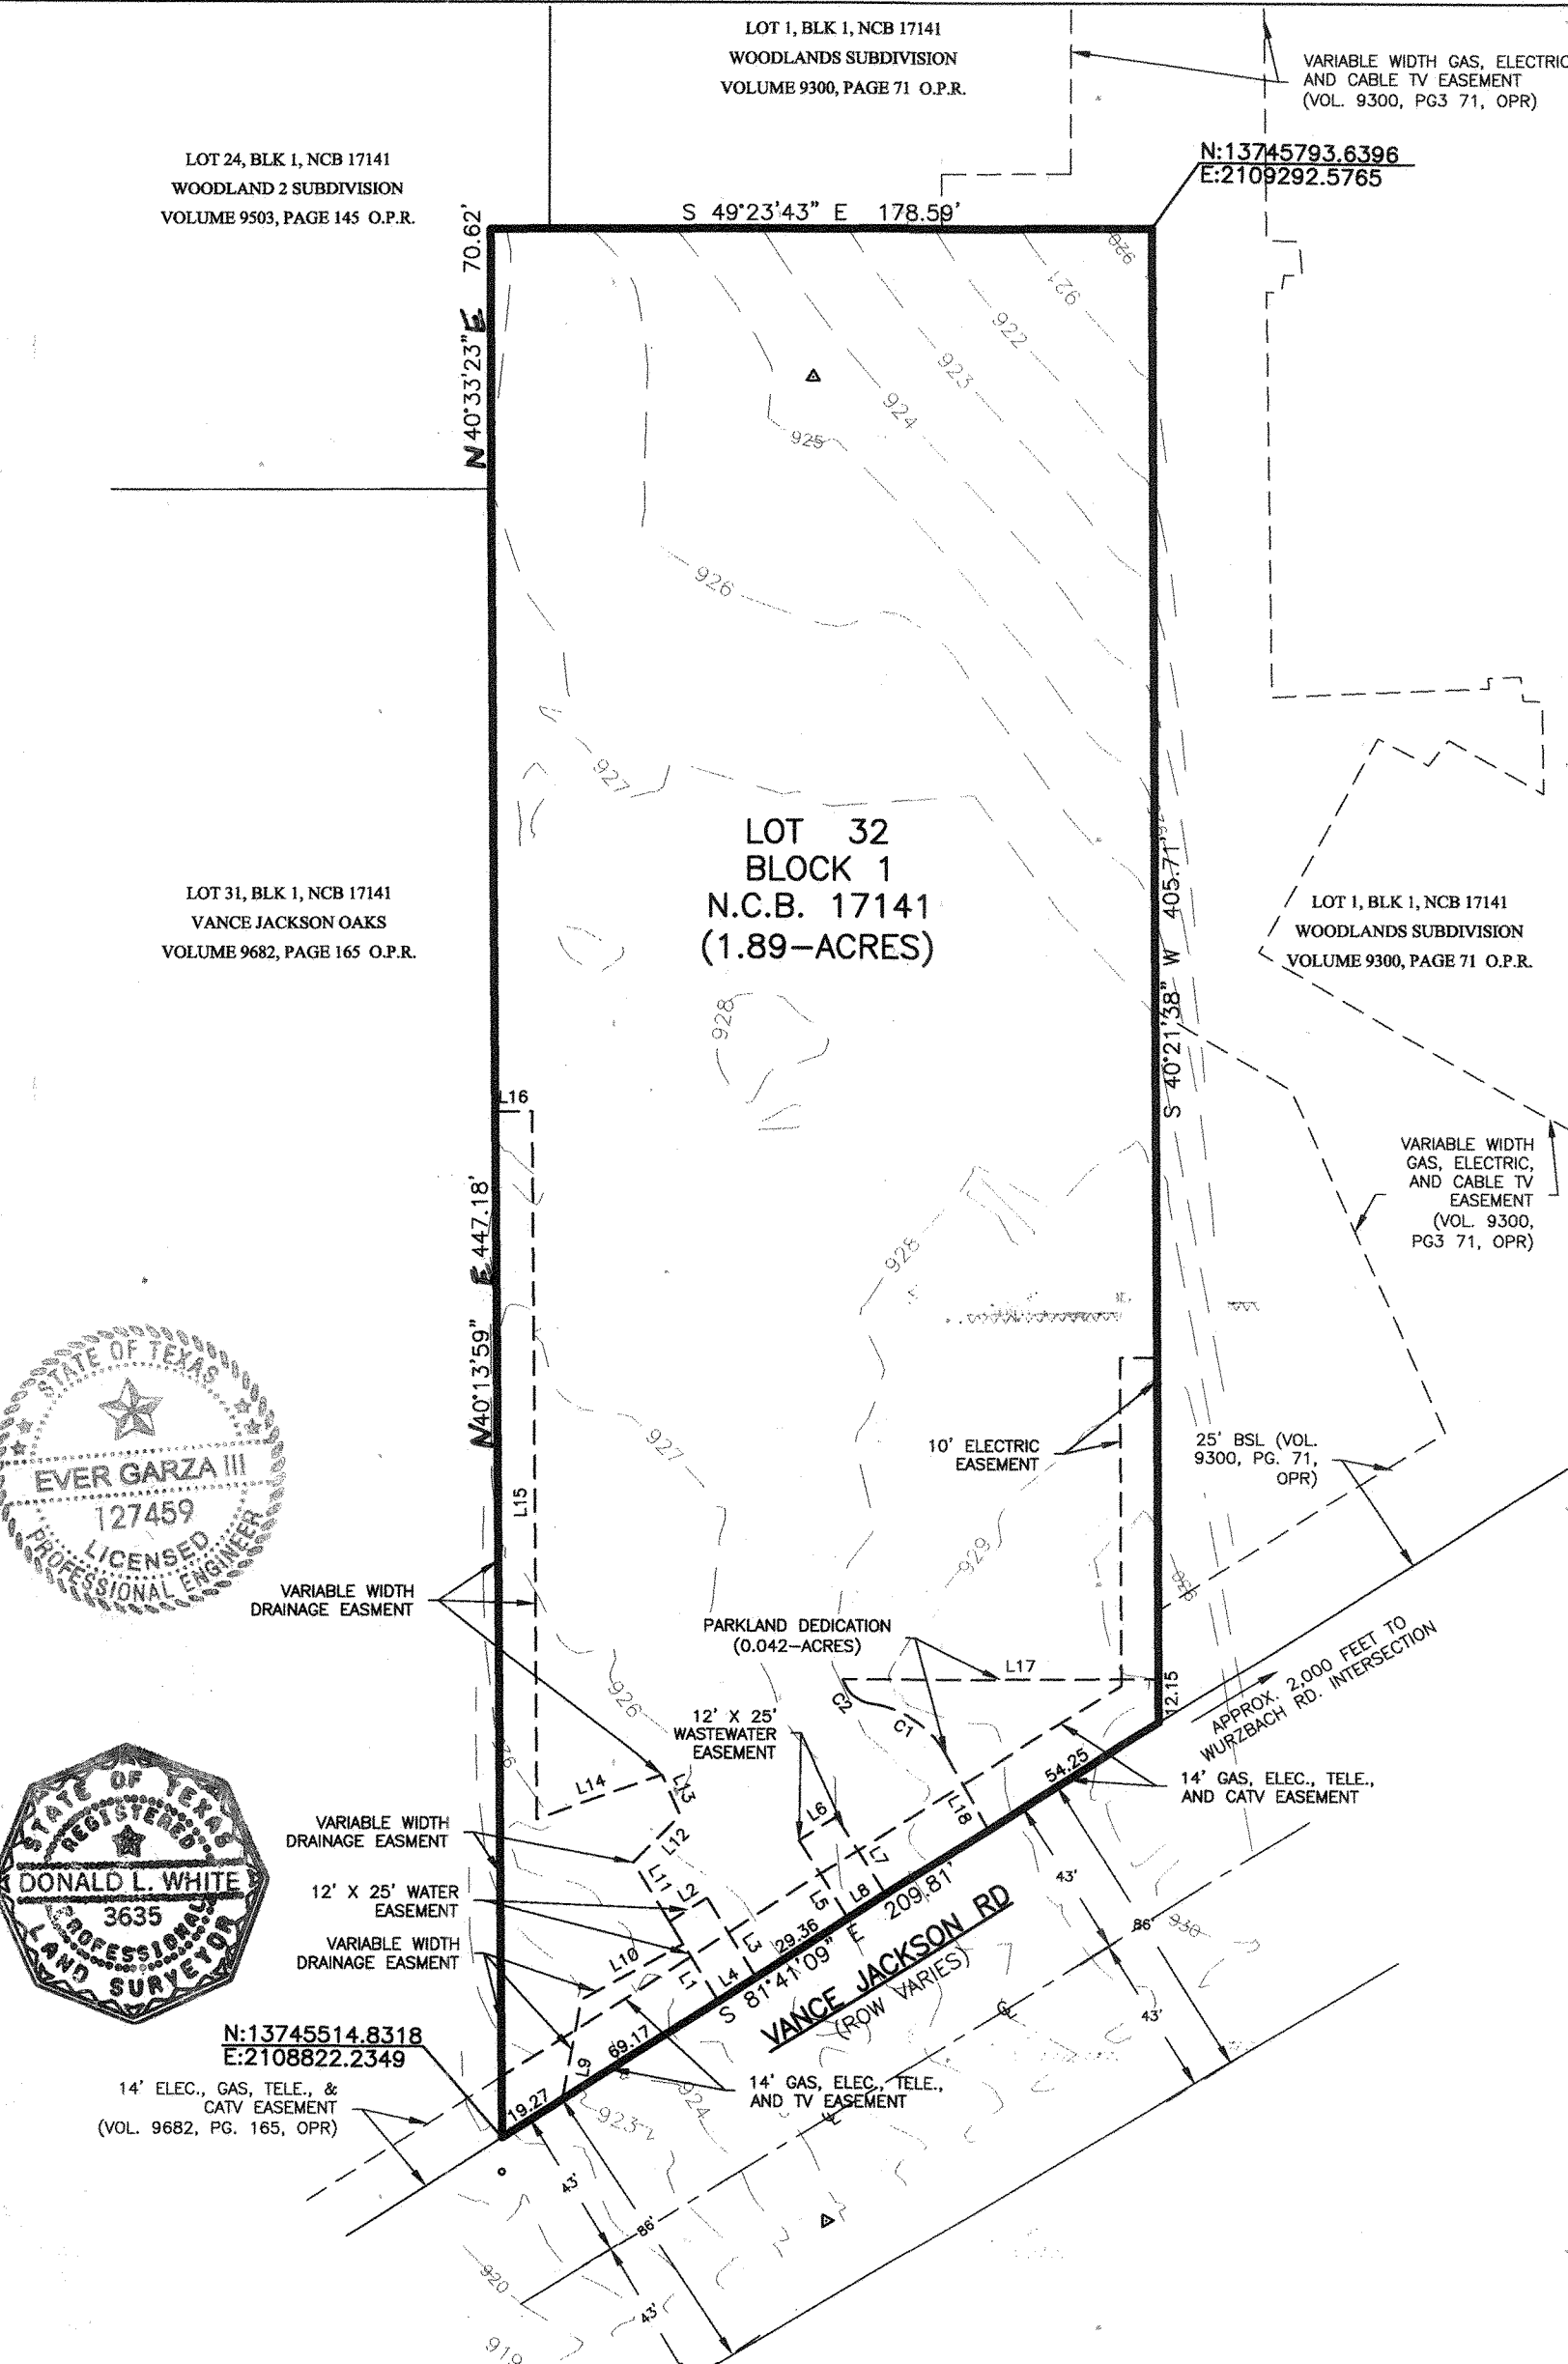 LOT 1, BLK 1, NCB 17141
WOODLANDS SUBDIVISION
VOLUME 9300, PAGE 71 O.P.R.
VARIABLE WIDTH GAS, ELECTRIC
AND CABLE TV EASEMENT
(VOL. 9300, PG3 71, OPR)
LOT 24, BLK 1, NCB 17141
WOODLAND 2 SUBDIVISION
VOLUME 9503, PAGE 145 O.P.R.
N:13745793.6396
E:2109292.5765
S 49°23'43" E 178.59'
N40°33'23"E 70.62'
920
921
922
923
924
925
926
927
LOT 32
BLOCK 1
N.C.B. 17141
(1.89-ACRES)
S 40°21'38" W 405.71'
LOT 31, BLK 1, NCB 17141
VANCE JACKSON OAKS
VOLUME 9682, PAGE 165 O.P.R.
LOT 1, BLK 1, NCB 17141
WOODLANDS SUBDIVISION
VOLUME 9300, PAGE 71 O.P.R.
928
L16
N40°13'59" E 447.18'
VARIABLE WIDTH
GAS, ELECTRIC,
AND CABLE TV
EASEMENT
(VOL. 9300,
PG3 71, OPR)
928
STATE OF TEXAS
EVER GARZA III
127459
LICENSED
PROFESSIONAL ENGINEER
927
10' ELECTRIC
EASEMENT
25' BSL (VOL.
9300, PG. 71,
OPR)
L15
929
930
VARIABLE WIDTH
DRAINAGE EASMENT
PARKLAND DEDICATION
(0.042-ACRES)
L17
12.15
C2
C1
926
926
APPROX. 2,000 FEET TO
WURZBACH RD. INTERSECTION
12' X 25'
WASTEWATER
EASEMENT
54.25
14' GAS, ELEC., TELE.,
AND CATV EASEMENT
L14
L13
L18
L6
L12
L7
STATE OF TEXAS
REGISTERED
DONALD L. WHITE
3635
PROFESSIONAL
LAND SURVEYOR
VARIABLE WIDTH
DRAINAGE EASMENT
12' X 25' WATER
EASEMENT
VARIABLE WIDTH
DRAINAGE EASMENT
L11
L2
L5
L8
L10
L3
29.36
L1
L4
S 81°41'09" E 209.81'
VANCE JACKSON RD
(ROW VARIES)
43'
86'
43'
930
N:13745514.8318
E:2108822.2349
69.17
L9
14' ELEC., GAS, TELE., &
CATV EASEMENT
(VOL. 9682, PG. 165, OPR)
19.27
14' GAS, ELEC., TELE.,
AND TV EASEMENT
924
923
43'
86'
43'
920
919